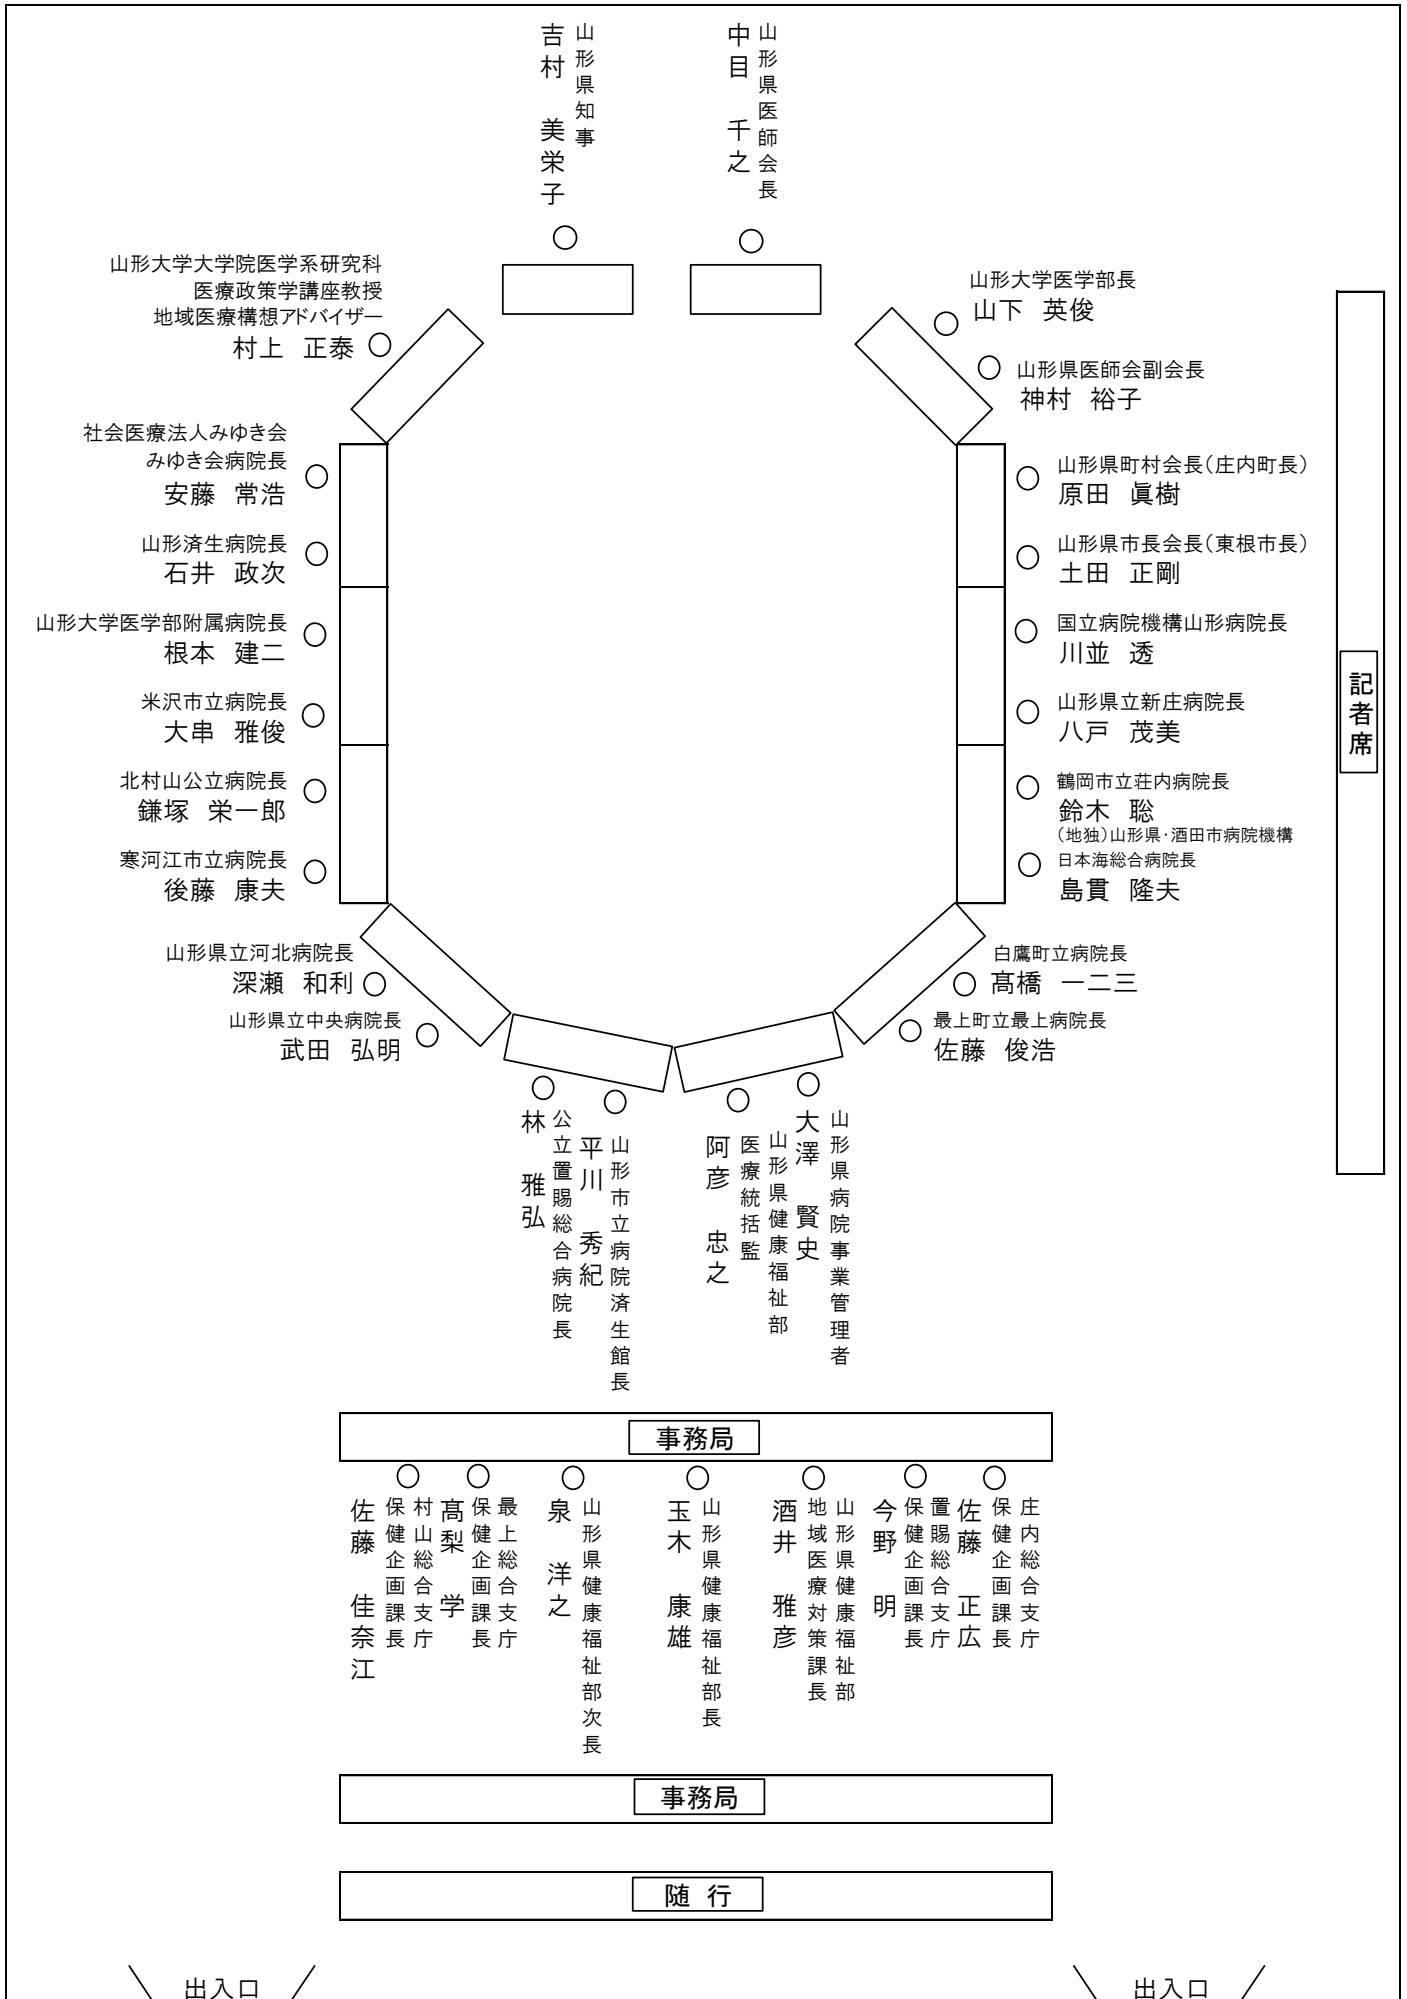 山形県知事
吉村 美栄子
山形県医師会長
中目 千之
山形大学大学院医学系研究科
医療政策学講座教授
地域医療構想アドバイザー
村上 正泰
社会医療法人みゆき会
みゆき会病院長
安藤 常浩
山形済生病院長
石井 政次
山形大学医学部附属病院長
根本 建二
米沢市立病院長
大串 雅俊
北村山公立病院長
鎌塚 栄一郎
寒河江市立病院長
後藤 康夫
山形県立河北病院長
深瀬 和利
山形県立中央病院長
武田 弘明
山形大学医学部長
山下 英俊
山形県医師会副会長
神村 裕子
山形県町村会長(庄内町長)
原田 眞樹
山形県市長会長(東根市長)
土田 正剛
国立病院機構山形病院長
川並 透
山形県立新庄病院長
八戸 茂美
鶴岡市立荘内病院長
鈴木 聡
(地独)山形県・酒田市病院機構
日本海総合病院長
島貫 隆夫
白鷹町立病院長
髙橋 一二三
最上町立最上病院長
佐藤 俊浩
記者席
公立置賜総合病院長
林 雅弘
山形市立病院済生館長
平川 秀紀
山形県健康福祉部
医療統括監
阿彦 忠之
山形県病院事業管理者
大澤 賢史
事務局
村山総合支庁
保健企画課長
佐藤 佳奈江
最上総合支庁
保健企画課長
髙梨 学
山形県健康福祉部次長
泉 洋之
山形県健康福祉部長
玉木 康雄
山形県健康福祉部
地域医療対策課長
酒井 雅彦
置賜総合支庁
保健企画課長
今野 明
庄内総合支庁
保健企画課長
佐藤 正広
事務局
随 行
出入口
出入口